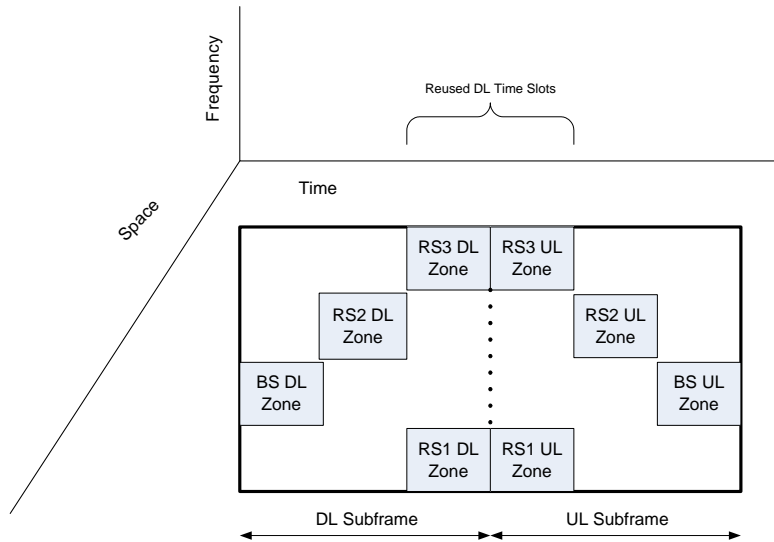 Frequency
Reused DL Time Slots
Time
Space
RS3 DL
Zone
RS3 UL
Zone
RS2 DL
Zone
RS2 UL
Zone
BS DL
Zone
BS UL
Zone
RS1 DL
Zone
RS1 UL
Zone
DL Subframe
UL Subframe